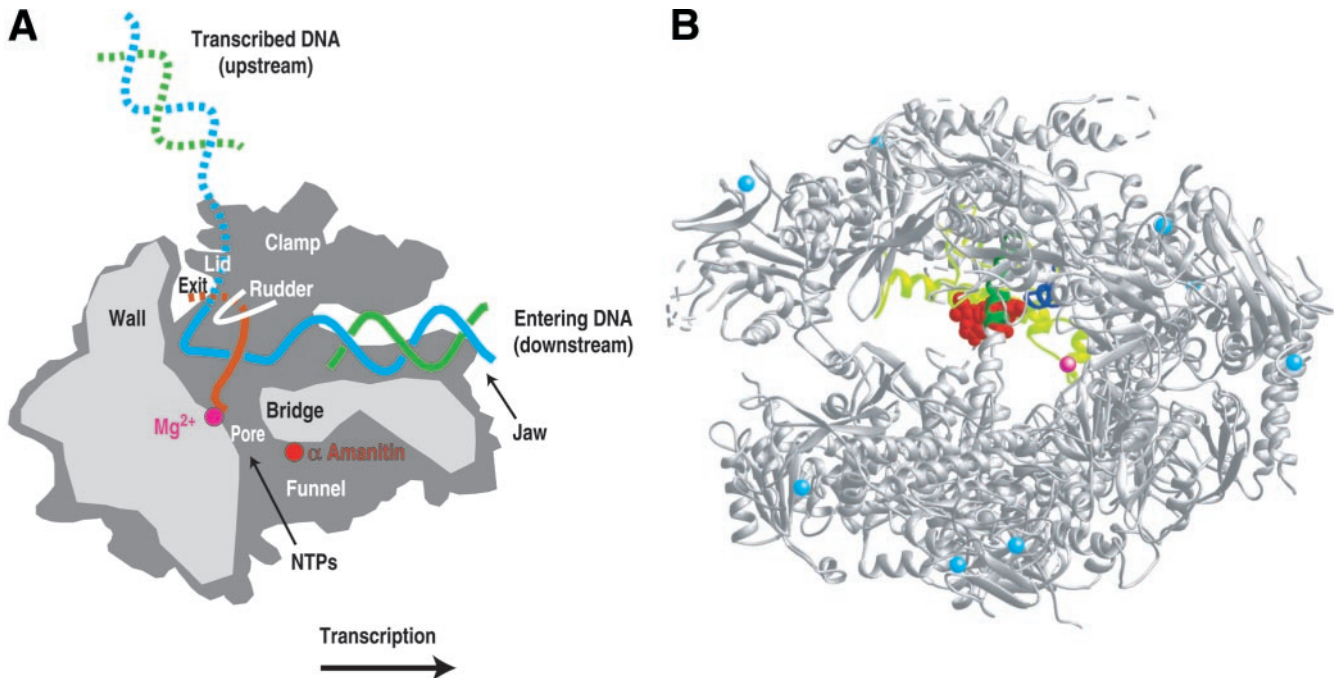 A
Transcribed DNA
(upstream)
Clamp
Lid
Exit
Rudder
Wall
Entering DNA
(downstream)
Bridge
Mg2+
Pore
Jaw
α Amanitin
Funnel
NTPs
Transcription
B